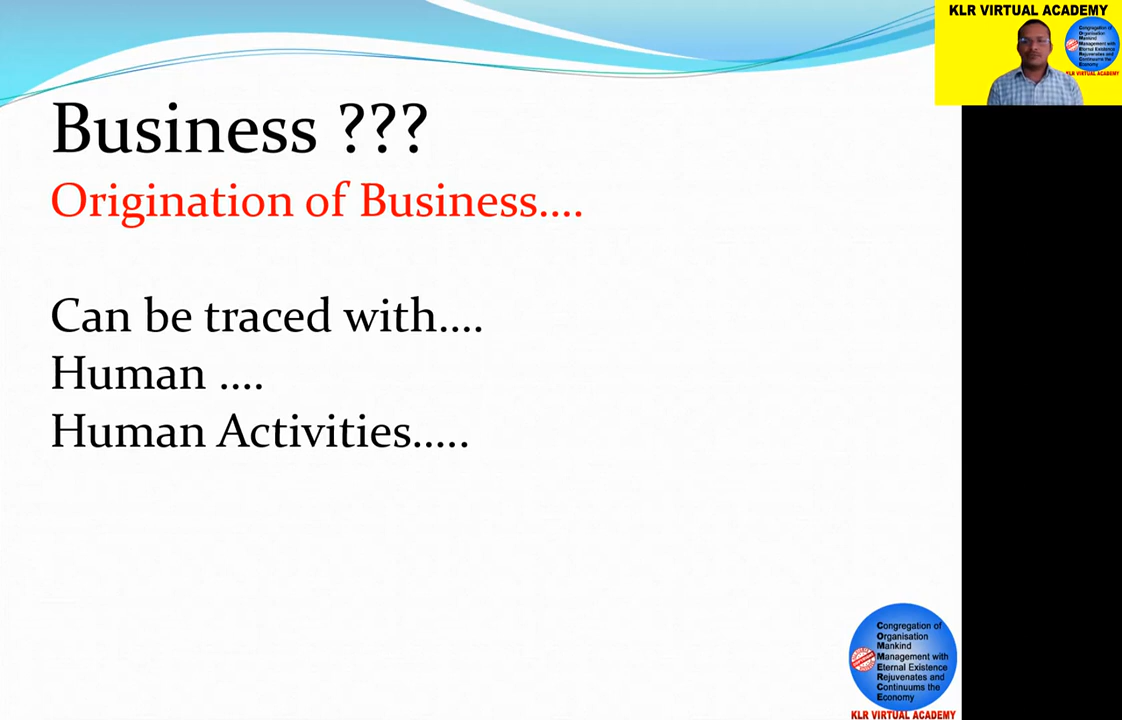 KLR VIRTUAL ACADEMY
Congregation of
Organisation
Mankind
Management with
Eternal Existence
Rejuvenates and
Continuums the
Economy
KLR VIRTUAL ACADEMY
Business ???
Origination of Business....
Can be traced with....
Human ....
Human Activities.....
Congregation of
Organisation
Mankind
Management with
Eternal Existence
Rejuvenates and
Continuums the
Economy
KLR VIRTUAL ACADEMY